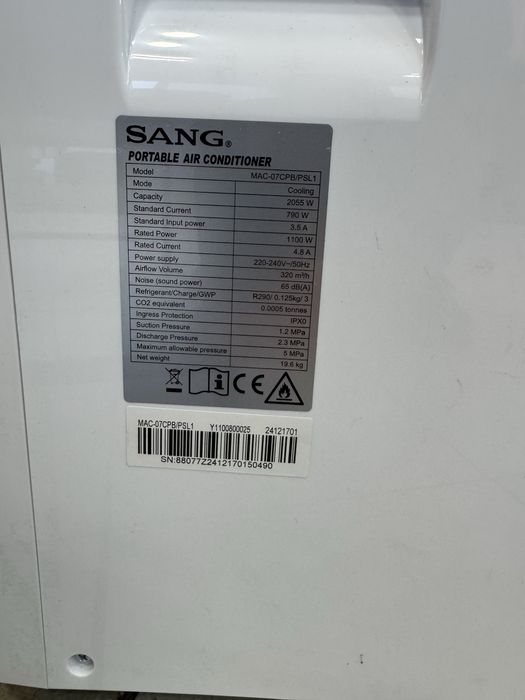 SANG®
PORTABLE AIR CONDITIONER
Model MAC-07CPB/PSL1
Mode Cooling
Capacity 2055 W
Standard Current 790 W
Standard Input power 3.5 A
Rated Power 1100 W
Rated Current 4.8 A
Power supply 220-240V~/50Hz
Airflow Volume 320 m³/h
Noise (sound power) 65 dB(A)
Refrigerant/Charge/GWP R290/ 0.125kg/ 3
CO2 equivalent 0.0005 tonnes
Ingress Protection IPX0
Suction Pressure 1.2 MPa
Discharge Pressure 2.3 MPa
Maximum allowable pressure 5 MPa
Net weight 19.6 kg
CE
MAC-07CPB/PSL1 Y1100800025 24121701
SN:88077Z2412170150490